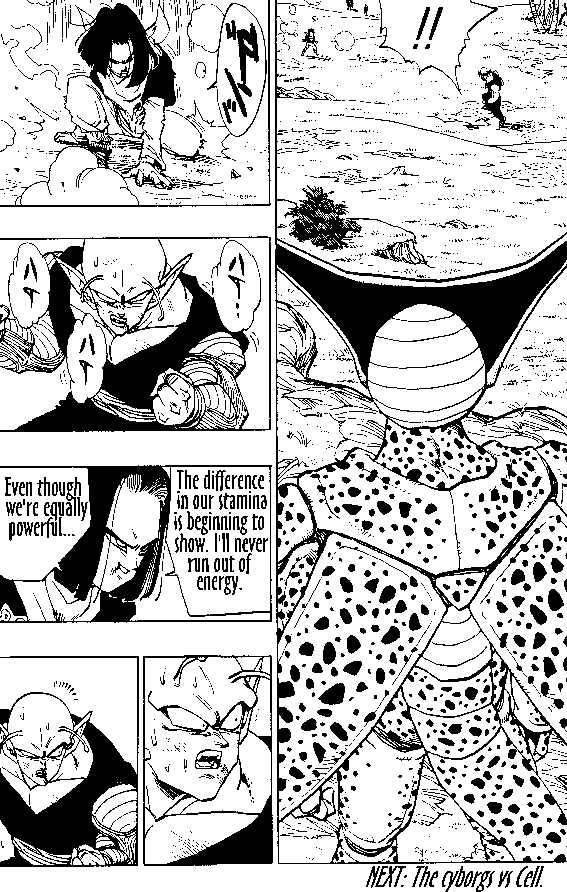 Even though
we're equally
powerful...
The difference
in our stamina
is beginning to
show. I'll never
run out of
energy.
!!
NEXT: The cyborgs vs Cell.